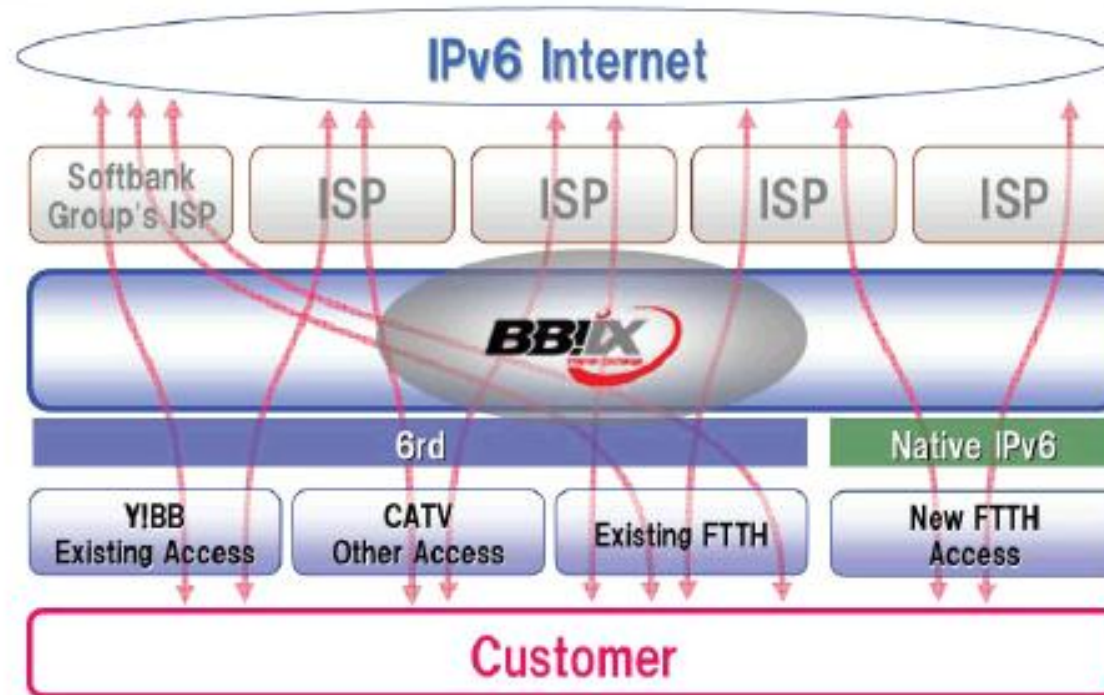 IPv6 Internet
Softbank
Group's ISP
ISP
ISP
ISP
ISP
BB!iX
6rd
Native IPv6
Y!BB
Existing Access
CATV
Other Access
Existing FTTH
New FTTH
Access
Customer